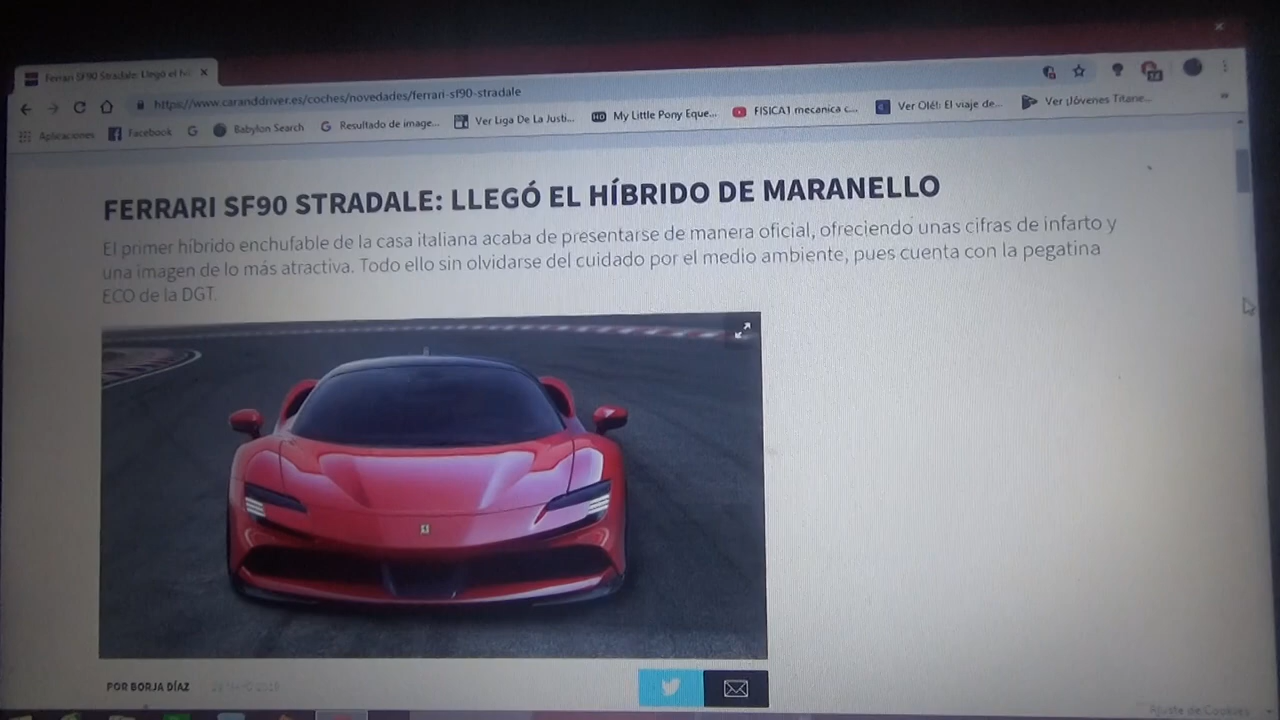 Ferrari SF90 Stradale: Llegó el hí
https://www.caranddriver.es/coches/novedades/ferrari-sf90-stradale
Aplicaciones Facebook Babylon Search Resultado de image... Ver Liga De La Justi... My Little Pony Eque... FISICA1 mecanica c... Ver Olé!: El viaje de... Ver ¡Jóvenes Titane...
FERRARI SF90 STRADALE: LLEGÓ EL HÍBRIDO DE MARANELLO
El primer híbrido enchufable de la casa italiana acaba de presentarse de manera oficial, ofreciendo unas cifras de infarto y
una imagen de lo más atractiva. Todo ello sin olvidarse del cuidado por el medio ambiente, pues cuenta con la pegatina
ECO de la DGT.
POR BORJA DÍAZ
Ajuste de Cookies